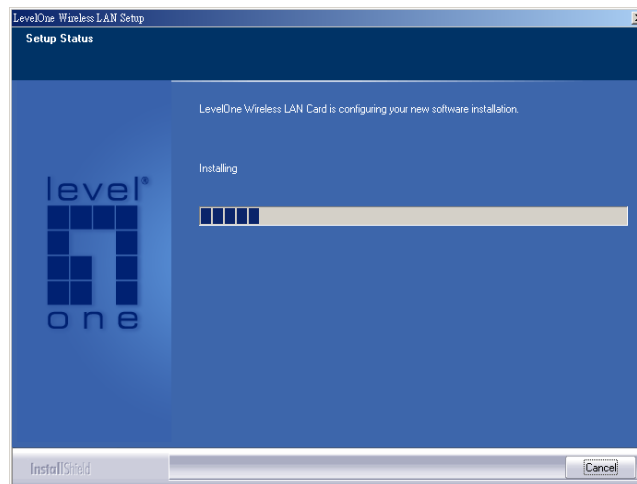 LevelOne Wireless LAN Setup
Setup Status
LevelOne Wireless LAN Card is configuring your new software installation.
Installing
level®
one
InstallShield
Cancel